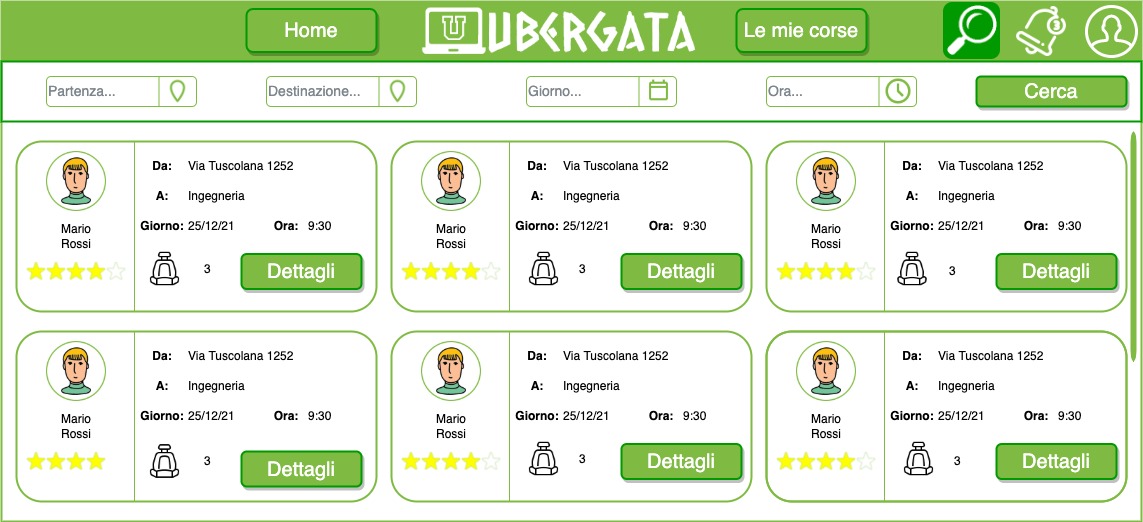 Home
U UBERGATA
Le mie corse
3
Partenza...
Destinazione...
Giorno...
Ora...
Cerca
Da: Via Tuscolana 1252
A: Ingegneria
Giorno: 25/12/21 Ora: 9:30
Mario
Rossi
3
Dettagli
Da: Via Tuscolana 1252
A: Ingegneria
Giorno: 25/12/21 Ora: 9:30
Mario
Rossi
3
Dettagli
Da: Via Tuscolana 1252
A: Ingegneria
Giorno: 25/12/21 Ora: 9:30
Mario
Rossi
3
Dettagli
Da: Via Tuscolana 1252
A: Ingegneria
Giorno: 25/12/21 Ora: 9:30
Mario
Rossi
3
Dettagli
Da: Via Tuscolana 1252
A: Ingegneria
Giorno: 25/12/21 Ora: 9:30
Mario
Rossi
3
Dettagli
Da: Via Tuscolana 1252
A: Ingegneria
Giorno: 25/12/21 Ora: 9:30
Mario
Rossi
3
Dettagli